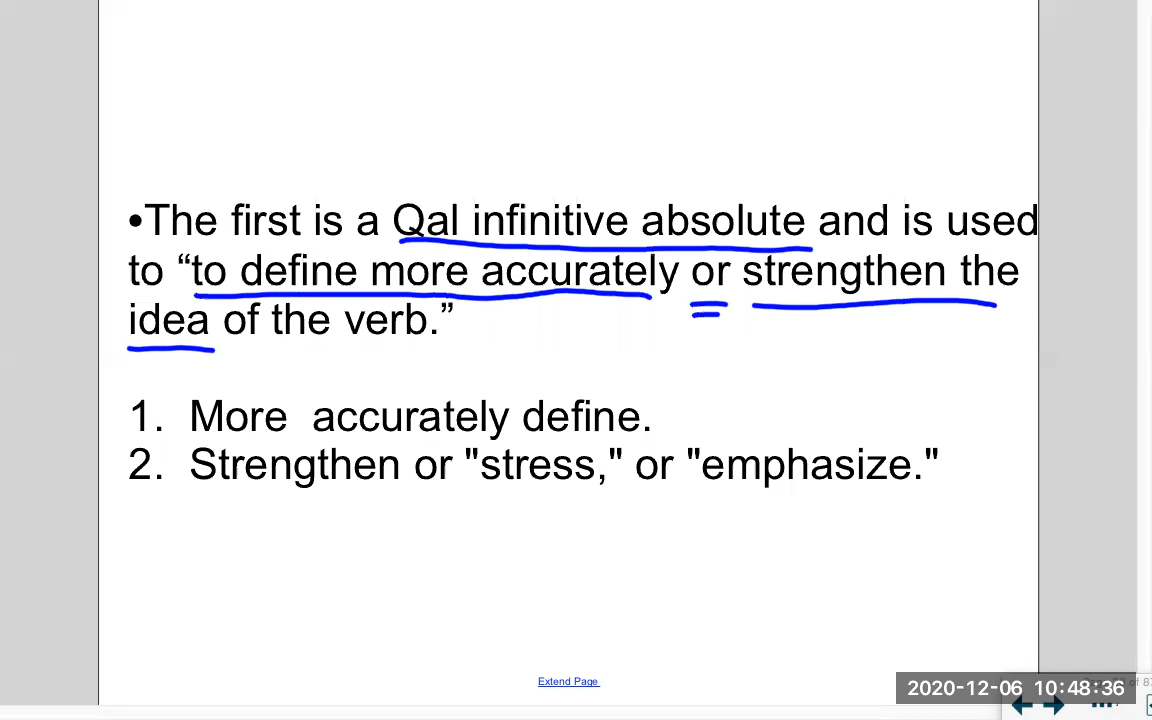 •The first is a Qal infinitive absolute and is used
to “to define more accurately or strengthen the
idea of the verb.”
1.  More  accurately define.
2.  Strengthen or "stress," or "emphasize."
Extend Page
2020-12-06 10:48:36